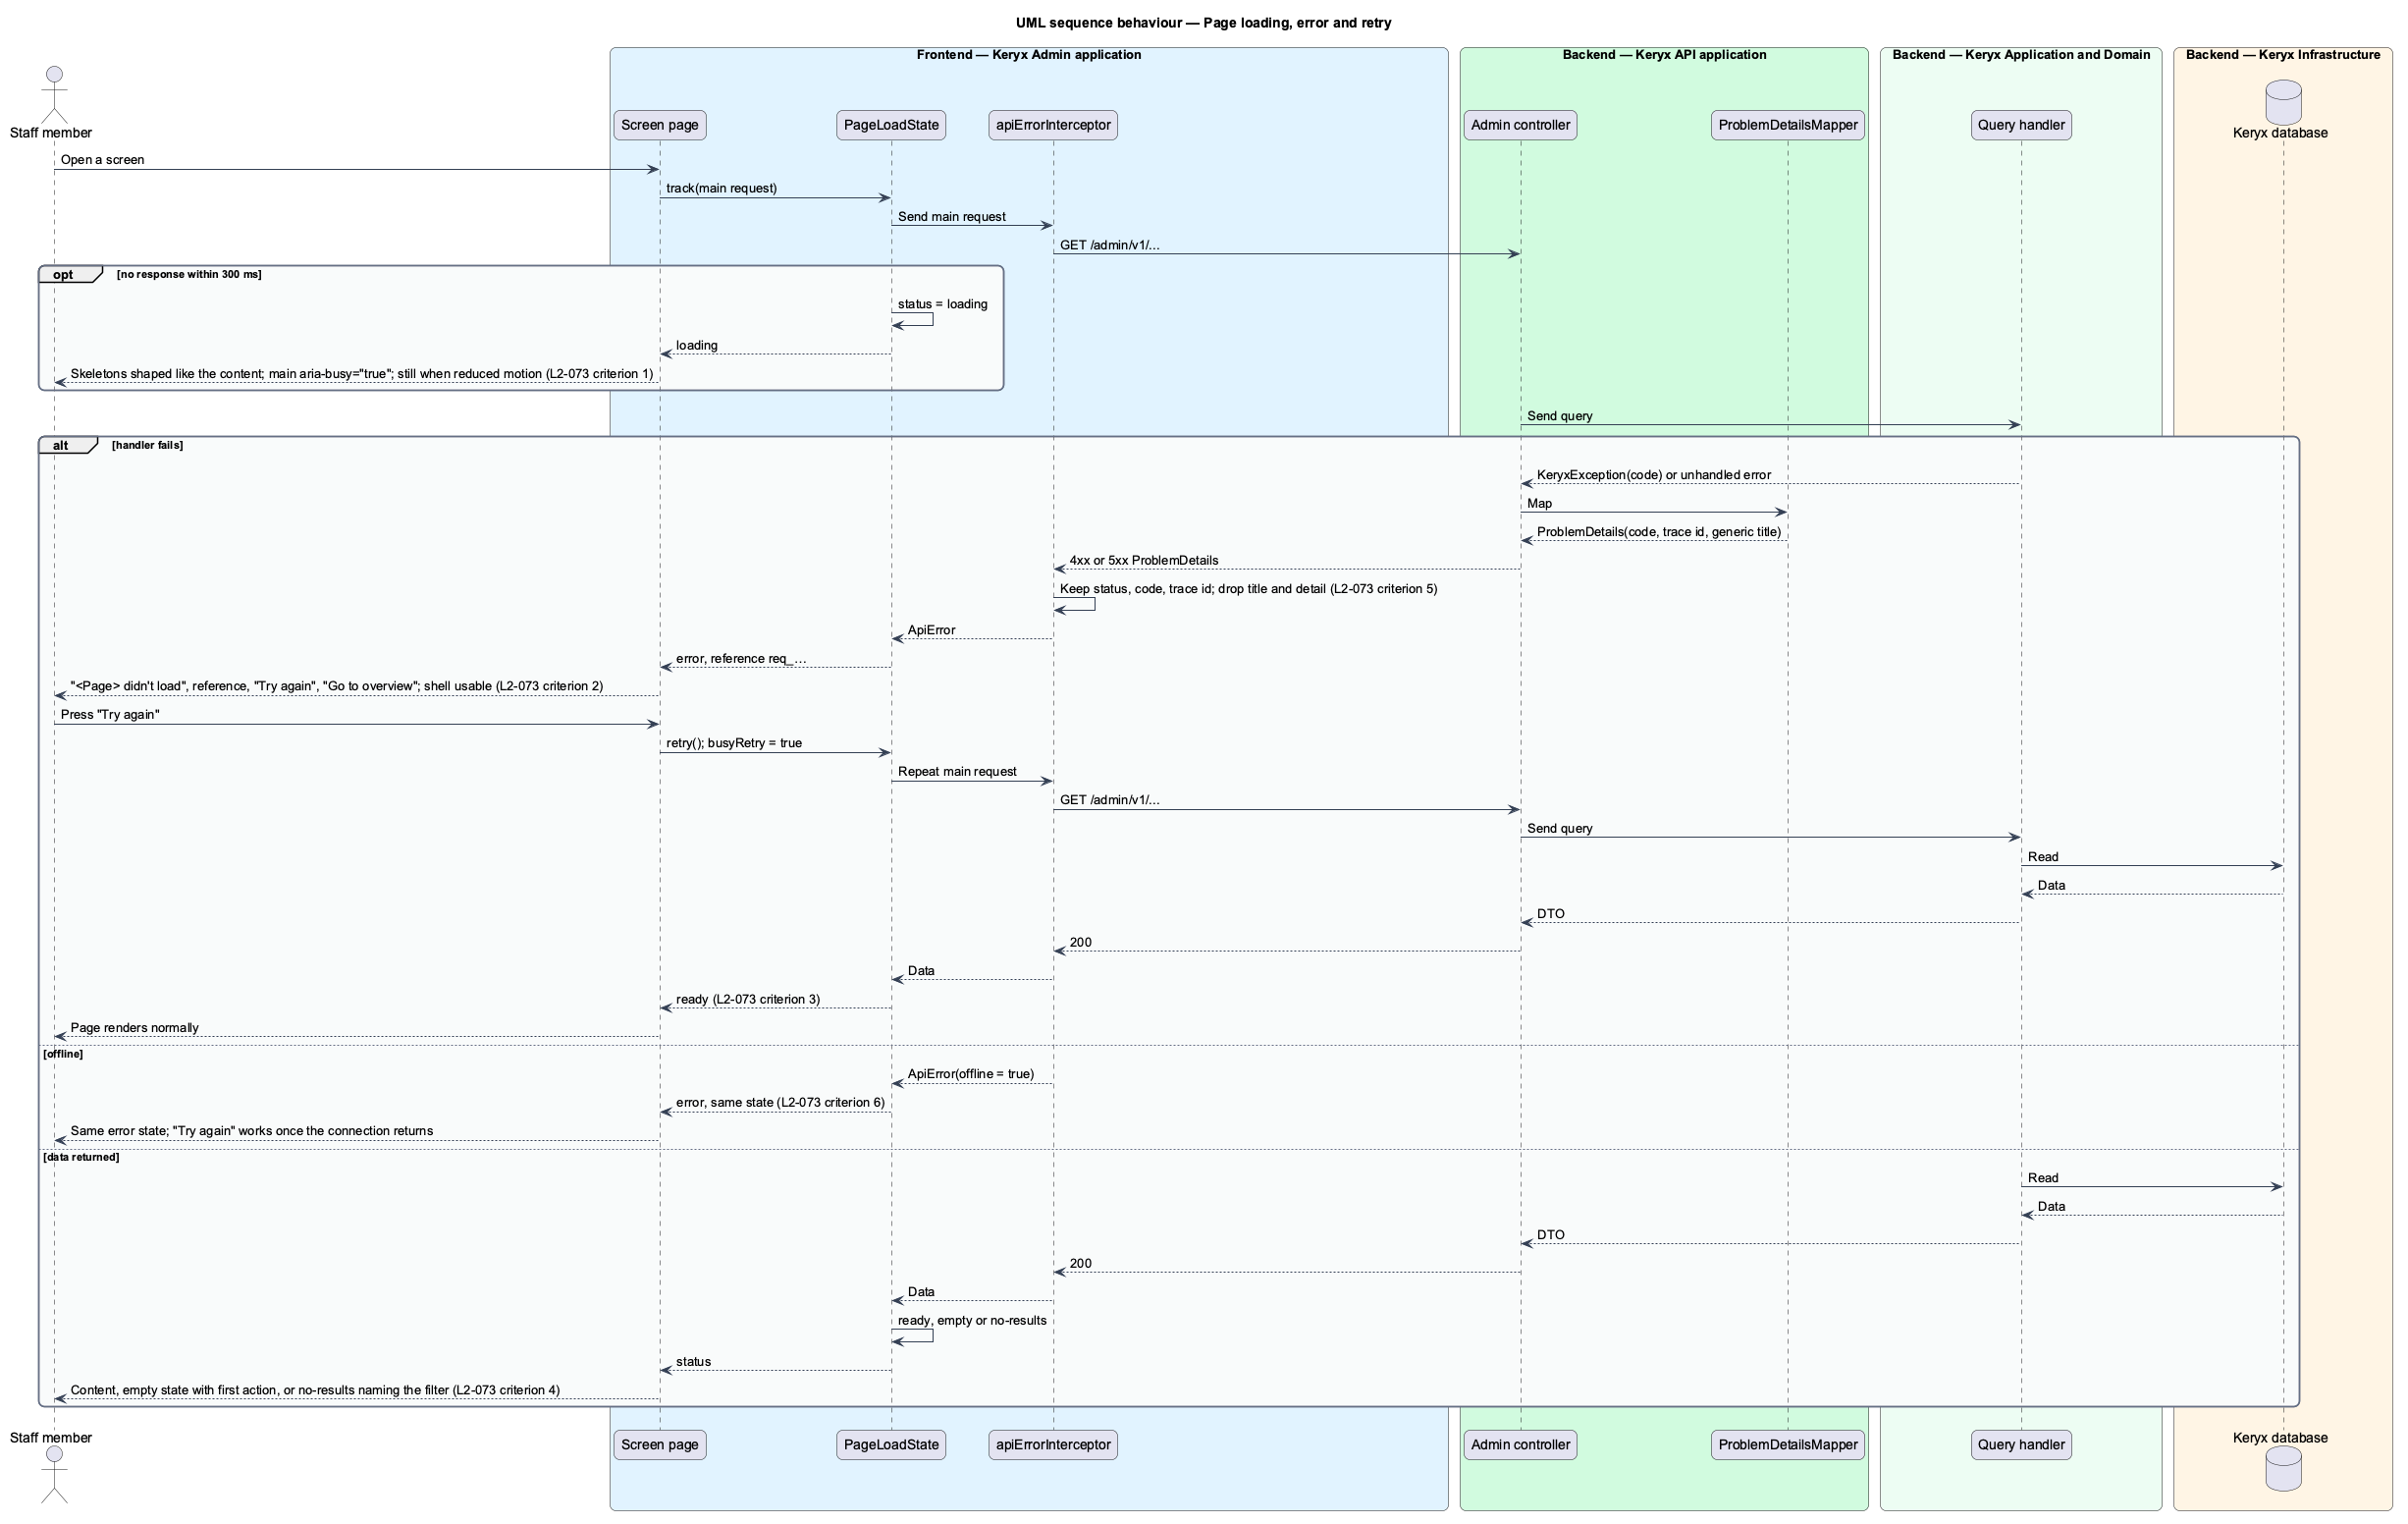 UML sequence behaviour — Page loading, error and retry
Frontend — Keryx Admin application
Backend — Keryx API application
Backend — Keryx Application and Domain
Backend — Keryx Infrastructure
Staff member
Screen page
PageLoadState
apiErrorInterceptor
Admin controller
ProblemDetailsMapper
Query handler
Keryx database
Open a screen
track(main request)
Send main request
GET /admin/v1/...
opt [no response within 300 ms]
status = loading
loading
Skeletons shaped like the content; main aria-busy="true"; still when reduced motion (L2-073 criterion 1)
Send query
alt [handler fails]
KeryxException(code) or unhandled error
Map
ProblemDetails(code, trace id, generic title)
4xx or 5xx ProblemDetails
Keep status, code, trace id; drop title and detail (L2-073 criterion 5)
ApiError
error, reference req_...
"<Page> didn't load", reference, "Try again", "Go to overview"; shell usable (L2-073 criterion 2)
Press "Try again"
retry(); busyRetry = true
Repeat main request
GET /admin/v1/...
Send query
Read
Data
DTO
200
Data
ready (L2-073 criterion 3)
Page renders normally
[offline]
ApiError(offline = true)
error, same state (L2-073 criterion 6)
Same error state; "Try again" works once the connection returns
[data returned]
Read
Data
DTO
200
Data
ready, empty or no-results
status
Content, empty state with first action, or no-results naming the filter (L2-073 criterion 4)
Staff member
Screen page
PageLoadState
apiErrorInterceptor
Admin controller
ProblemDetailsMapper
Query handler
Keryx database